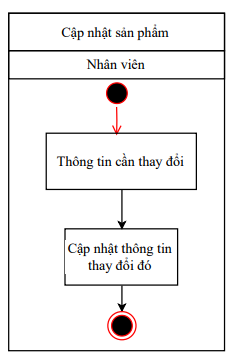 Cập nhật sản phẩm
Nhân viên
Thông tin cần thay đổi
Cập nhật thông tin
thay đổi đó